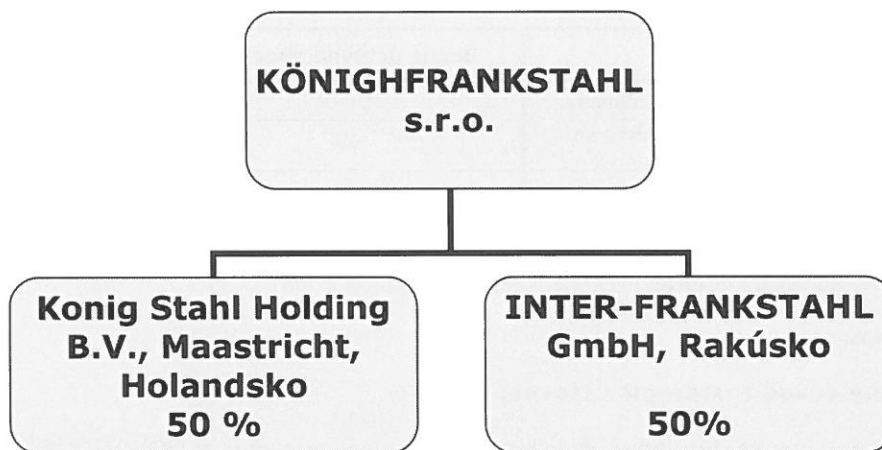 KÖNIGHFRANKSTAHL
s.r.o.
Konig Stahl Holding
B.V., Maastricht,
Holandsko
50 %
INTER-FRANKSTAHL
GmbH, Rakúsko
50%